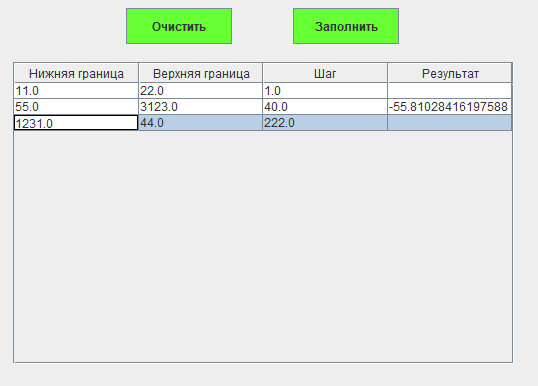 Очистить Заполнить
Нижняя граница Верхняя граница Шаг Результат
11.0 22.0 1.0
55.0 3123.0 40.0 -55.81028416197588
1231.0 44.0 222.0